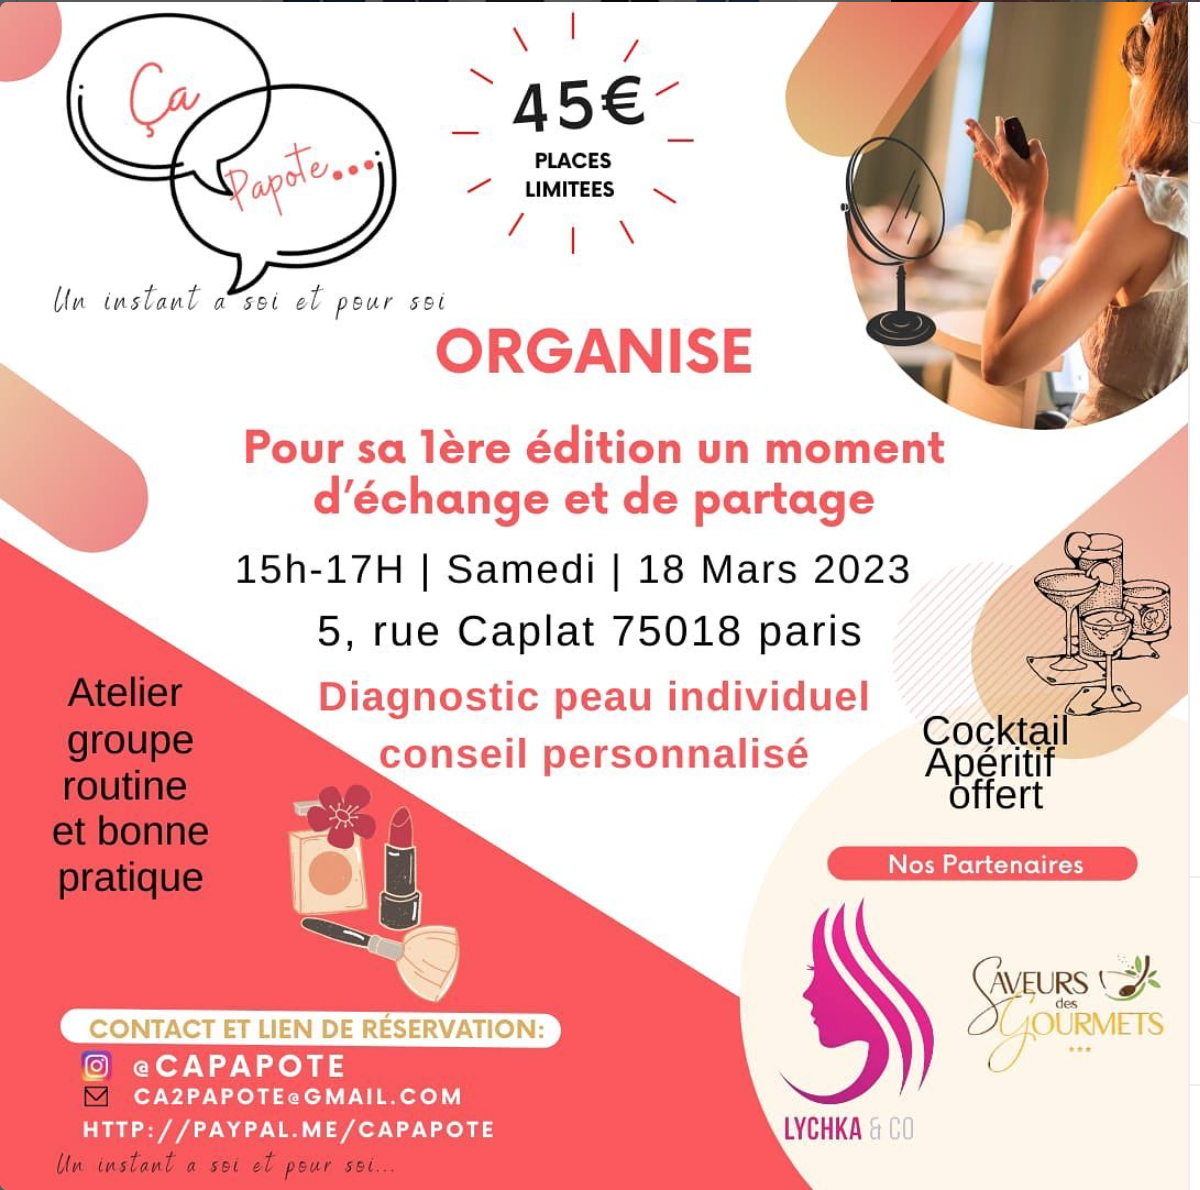 Ça
Papote...
Un instant a soi et pour soi
45€
PLACES
LIMITEES
ORGANISE
Pour sa 1ère édition un moment
d'échange et de partage
15h-17H | Samedi | 18 Mars 2023
5, rue Caplat 75018 paris
Diagnostic peau individuel
conseil personnalisé
Atelier
groupe
routine
et bonne
pratique
Cocktail
Apéritif
offert
Nos Partenaires
LYCHKA & CO
SAVEURS
des
GOURMETS
CONTACT ET LIEN DE RÉSERVATION:
@CAPAPOTE
CA2PAPOTE@GMAIL.COM
HTTP://PAYPAL.ME/CAPAPOTE
Un instant a soi et pour soi...